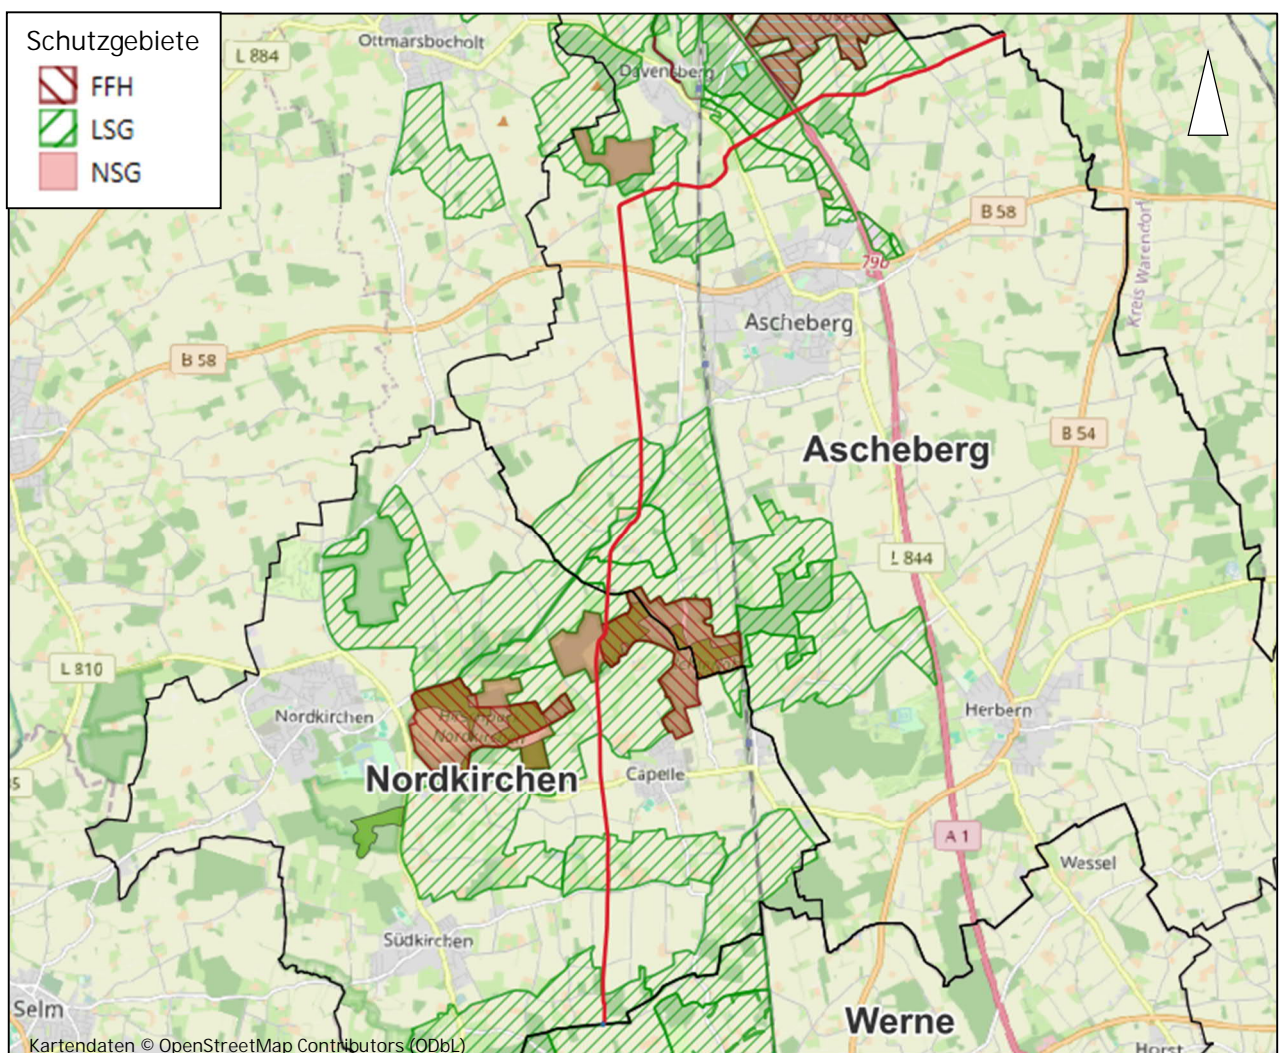 Schutzgebiete
FFH
LSG
NSG
L 884
Ottmarsbocholt
Davensberg
B 58
Kreis Warendorf
79b
Ascheberg
B 58
B 54
Ascheberg
L 844
L 810
Nordkirchen
Herbern
Nordkirchen
Capelle
A 1
Wessel
Südkirchen
Selm
Werne
Horst
Kartendaten © OpenStreetMap Contributors (ODbL)